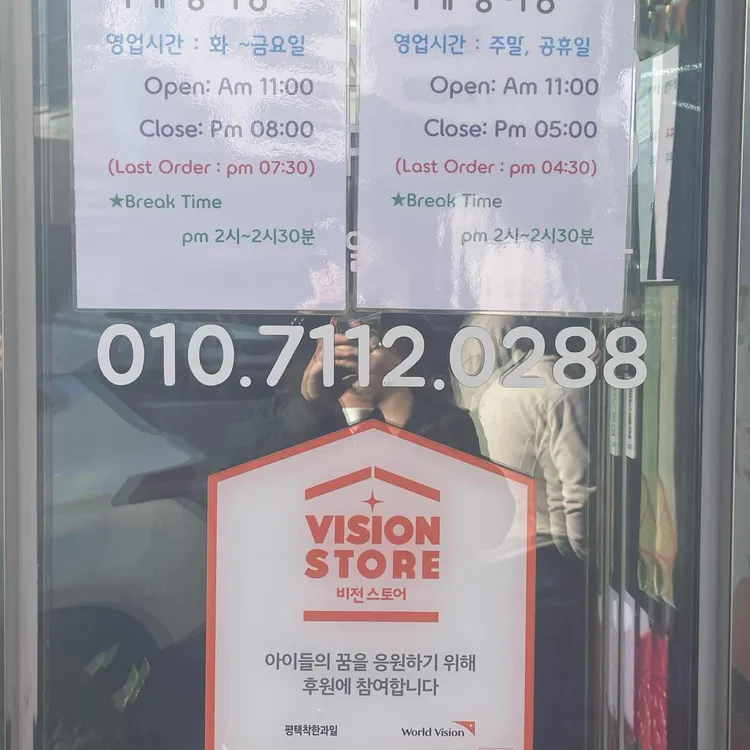 영업시간 : 화 ~금요일
Open: Am 11:00
Close: Pm 08:00
(Last Order : pm 07:30)
★Break Time
pm 2시~2시30분
영업시간 : 주말, 공휴일
Open: Am 11:00
Close: Pm 05:00
(Last Order : pm 04:30)
★Break Time
pm 2시~2시30분
010.7112.0288
VISION
STORE
비전 스토어
아이들의 꿈을 응원하기 위해
후원에 참여합니다
평택착한과일
World Vision